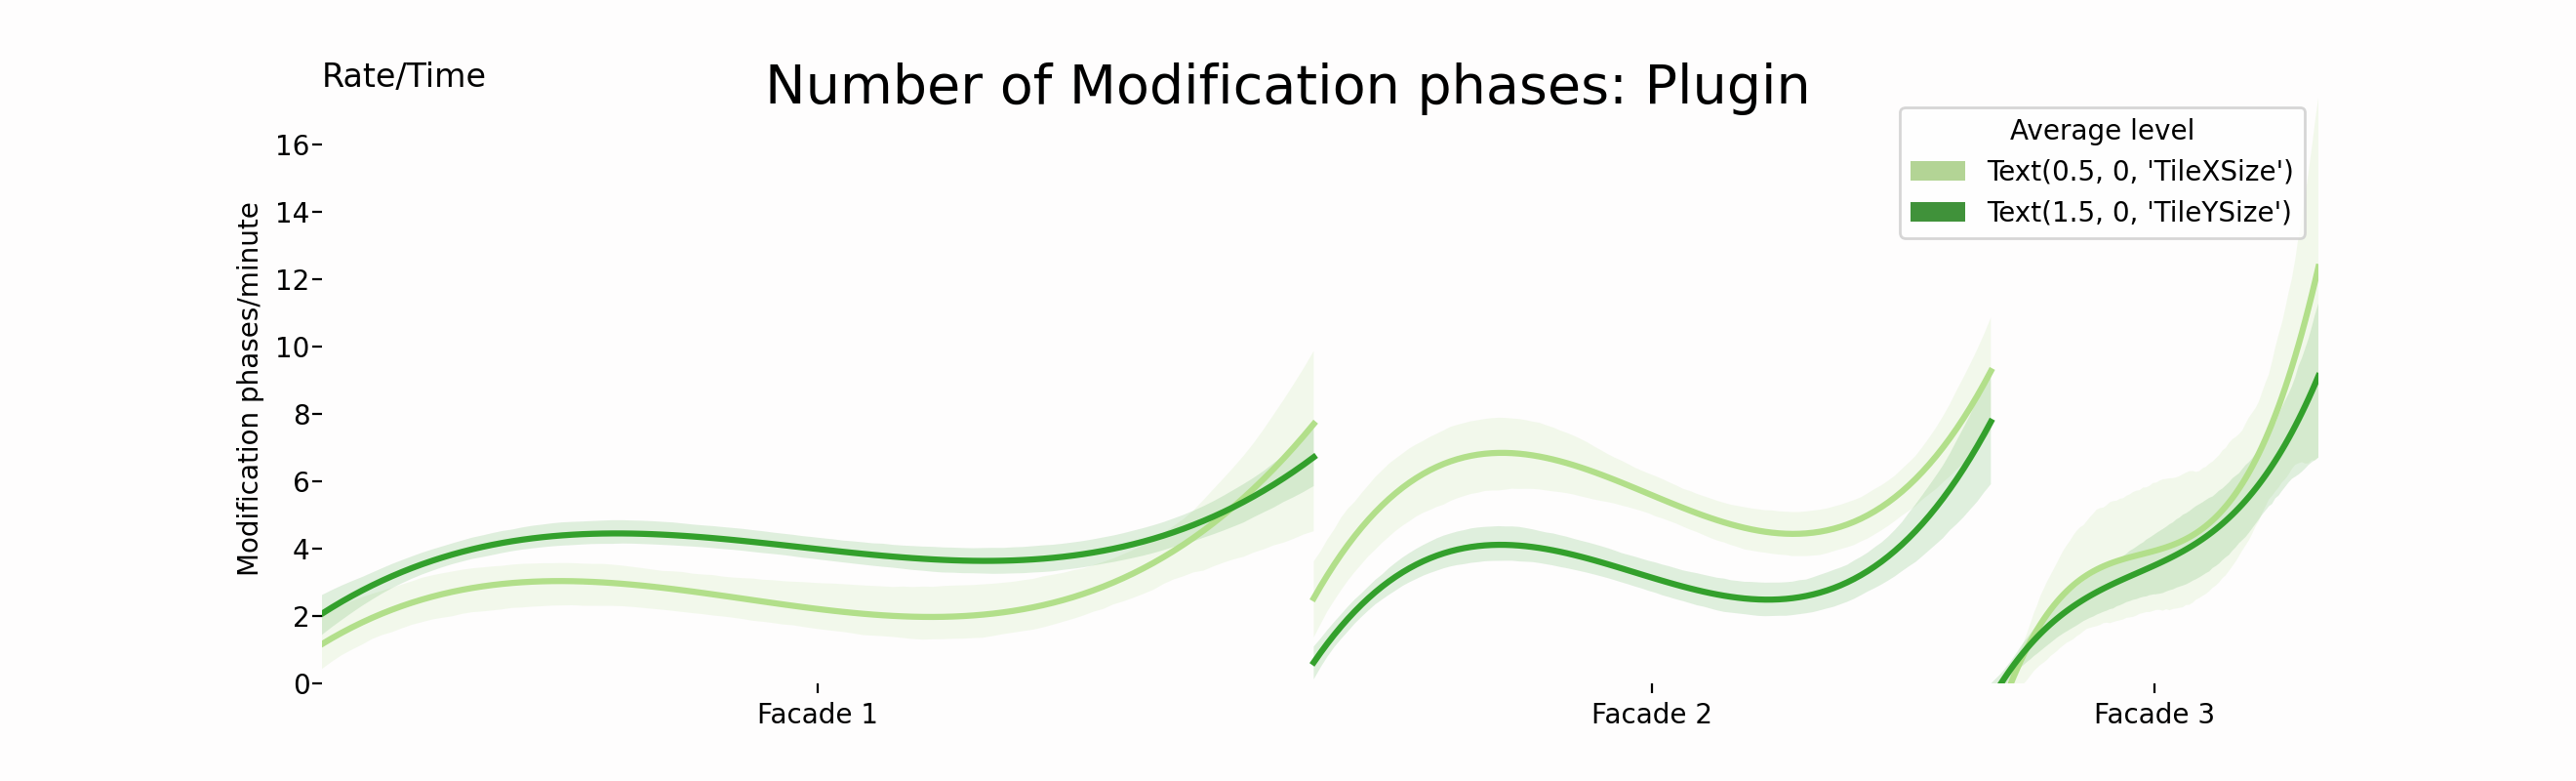 Rate/Time
Number of Modification phases: Plugin
Average level
Text(0.5, 0, 'TileXSize')
Text(1.5, 0, 'TileYSize')
Modification phases/minute
16
14
12
10
8
6
4
2
0
Facade 1
Facade 2
Facade 3